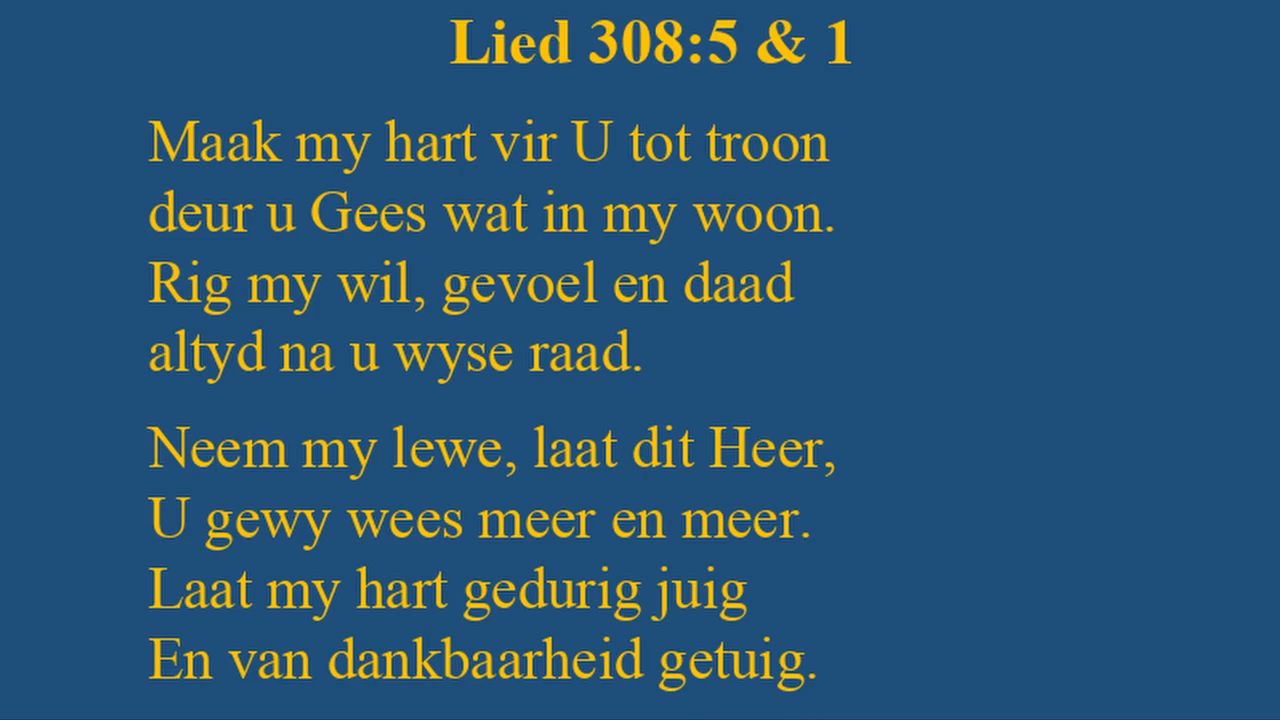 Lied 308:5 & 1
Maak my hart vir U tot troon
deur u Gees wat in my woon.
Rig my wil, gevoel en daad
altyd na u wyse raad.
Neem my lewe, laat dit Heer,
U gewy wees meer en meer.
Laat my hart gedurig juig
En van dankbaarheid getuig.